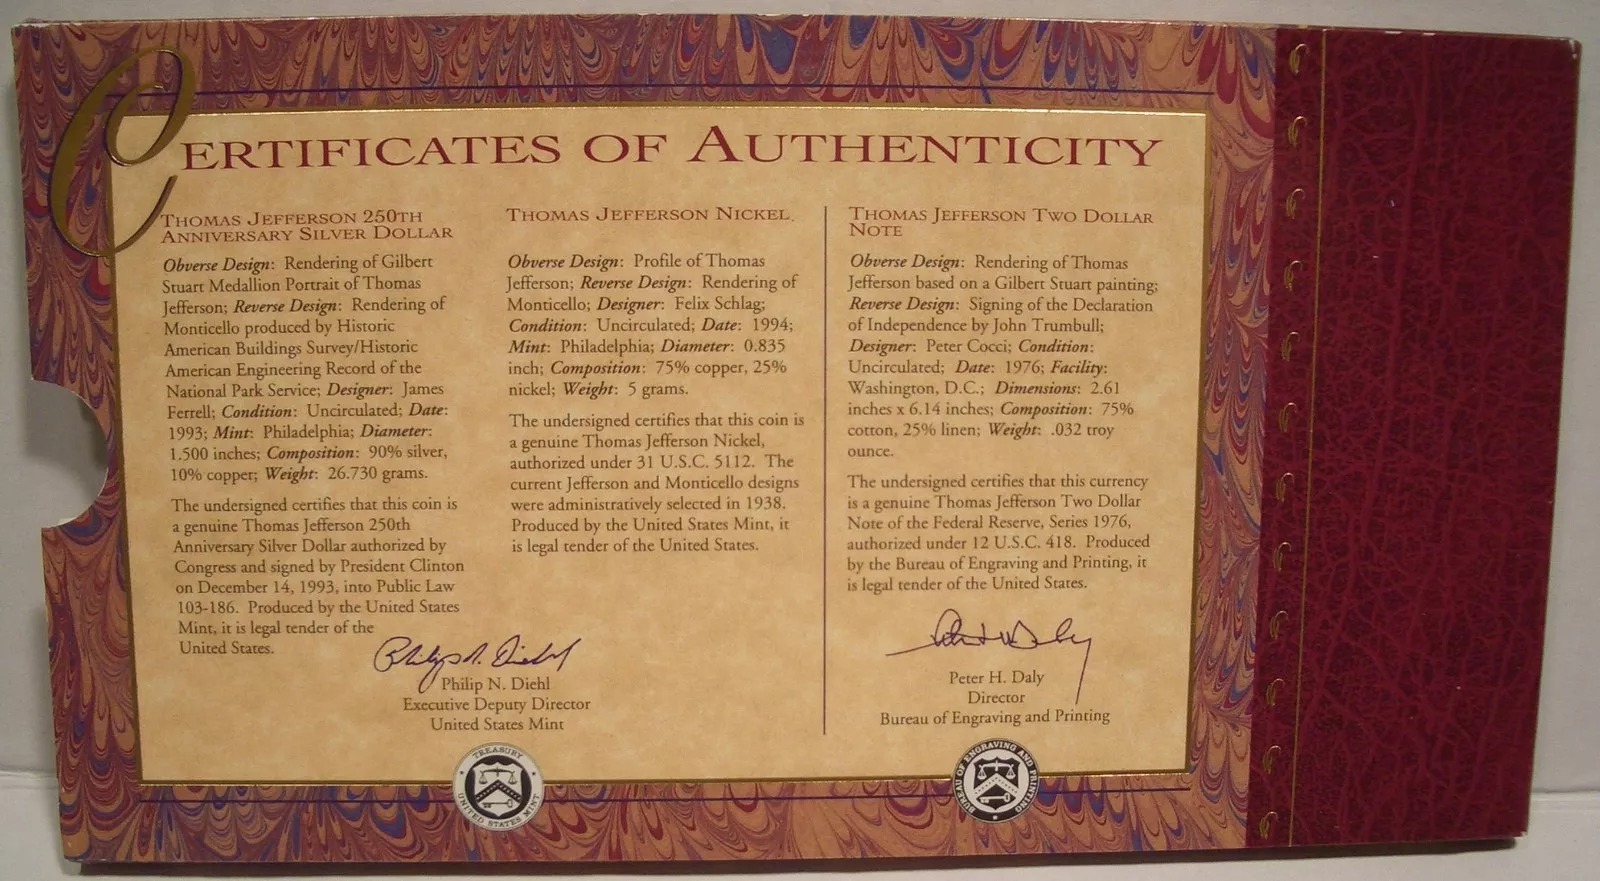 CERTIFICATES OF AUTHENTICITY
THOMAS JEFFERSON 250TH
ANNIVERSARY SILVER DOLLAR
Obverse Design: Rendering of Gilbert
Stuart Medallion Portrait of Thomas
Jefferson; Reverse Design: Rendering of
Monticello produced by Historic
American Buildings Survey/Historic
American Engineering Record of the
National Park Service; Designer: James
Ferrell; Condition: Uncirculated; Date:
1993; Mint: Philadelphia; Diameter:
1.500 inches; Composition: 90% silver,
10% copper; Weight: 26.730 grams.
The undersigned certifies that this coin is
a genuine Thomas Jefferson 250th
Anniversary Silver Dollar authorized by
Congress and signed by President Clinton
on December 14, 1993, into Public Law
103-186. Produced by the United States
Mint, it is legal tender of the
United States.
THOMAS JEFFERSON NICKEL
Obverse Design: Profile of Thomas
Jefferson; Reverse Design: Rendering of
Monticello; Designer: Felix Schlag;
Condition: Uncirculated; Date: 1994;
Mint: Philadelphia; Diameter: 0.835
inch; Composition: 75% copper, 25%
nickel; Weight: 5 grams.
The undersigned certifies that this coin is
a genuine Thomas Jefferson Nickel,
authorized under 31 U.S.C. 5112. The
current Jefferson and Monticello designs
were administratively selected in 1938.
Produced by the United States Mint, it
is legal tender of the United States.
Philip N. Diehl
Philip N. Diehl
Executive Deputy Director
United States Mint
TREASURY
UNITED STATES MINT
THOMAS JEFFERSON TWO DOLLAR
NOTE
Obverse Design: Rendering of Thomas
Jefferson based on a Gilbert Stuart painting;
Reverse Design: Signing of the Declaration
of Independence by John Trumbull;
Designer: Peter Cocci; Condition:
Uncirculated; Date: 1976; Facility:
Washington, D.C.; Dimensions: 2.61
inches x 6.14 inches; Composition: 75%
cotton, 25% linen; Weight: .032 troy
ounce.
The undersigned certifies that this currency
is a genuine Thomas Jefferson Two Dollar
Note of the Federal Reserve, Series 1976,
authorized under 12 U.S.C. 418. Produced
by the Bureau of Engraving and Printing, it
is legal tender of the United States.
Peter H. Daly
Director
Bureau of Engraving and Printing
BUREAU OF ENGRAVING AND PRINTING